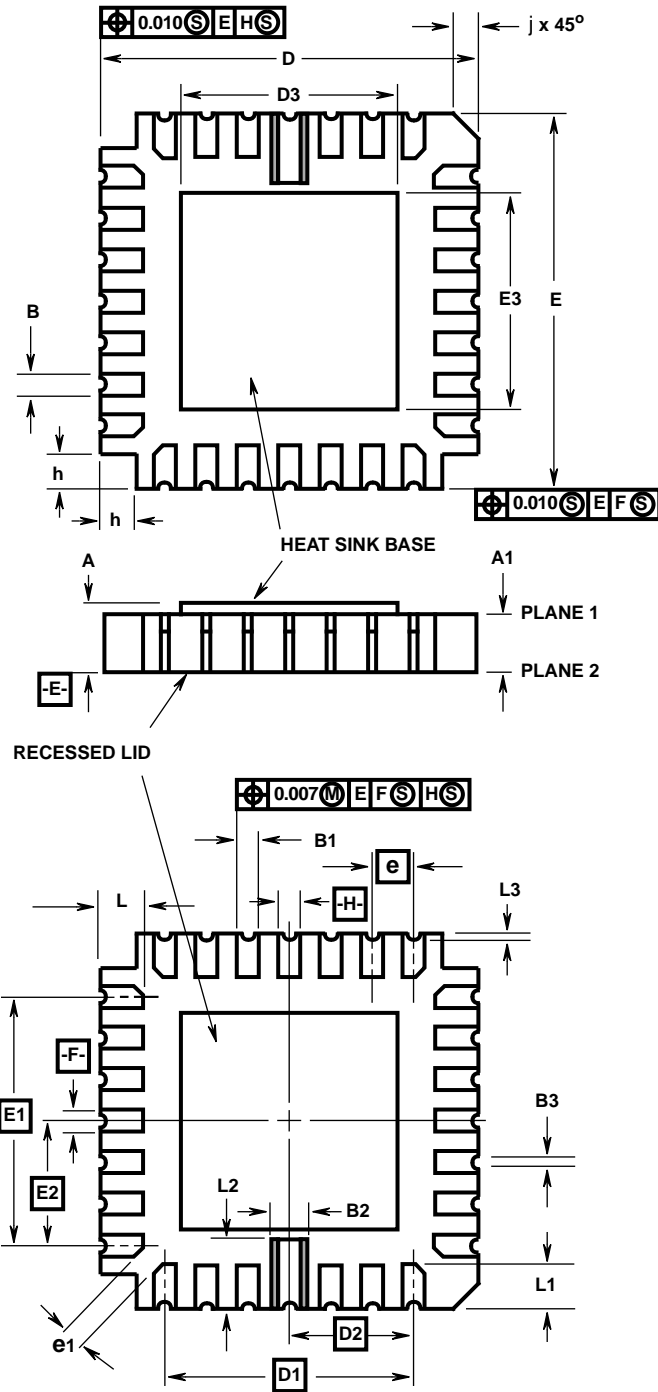 0.010 Ⓢ E H Ⓢ
j x 45o
D
D3
E3
E
B
h
h
0.010 Ⓢ E F Ⓢ
HEAT SINK BASE
A
A1
PLANE 1
PLANE 2
-E-
RECESSED LID
0.007 Ⓜ E F Ⓢ H Ⓢ
B1
e
L
-H-
L3
-F-
E1
B3
E2
L2
B2
L1
e1
D2
D1